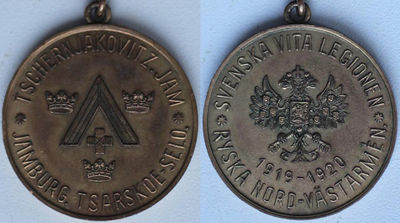 * TSCHERNJAKOVITZ. JAM *
JAMBURG. TSARSKOE-SELO.
* SVENSKA VITA LEGIONEN *
1919-1920
RYSKA NORD-VÄSTARMÉN.